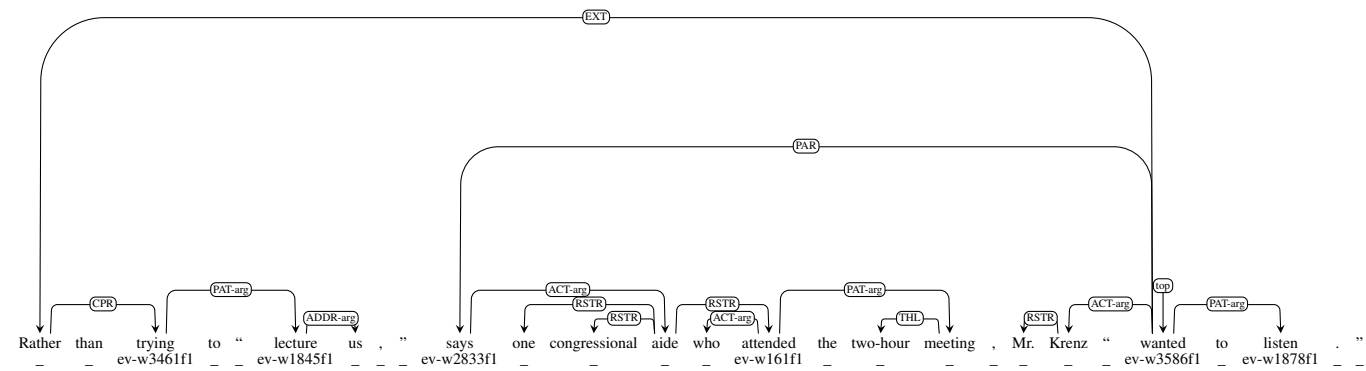 EXT
PAR
top
PAT-arg ACT-arg PAT-arg
CPR RSTR RSTR ACT-arg PAT-arg
ADDR-arg RSTR ACT-arg THL RSTR
Rather than trying to “ lecture us , ” says one congressional aide who attended the two-hour meeting , Mr. Krenz “ wanted to listen . ”
_ _ ev-w3461f1 _ _ ev-w1845f1 _ _ _ ev-w2833f1 _ _ _ _ ev-w161f1 _ _ _ _ _ _ _ ev-w3586f1 _ ev-w1878f1 _ _